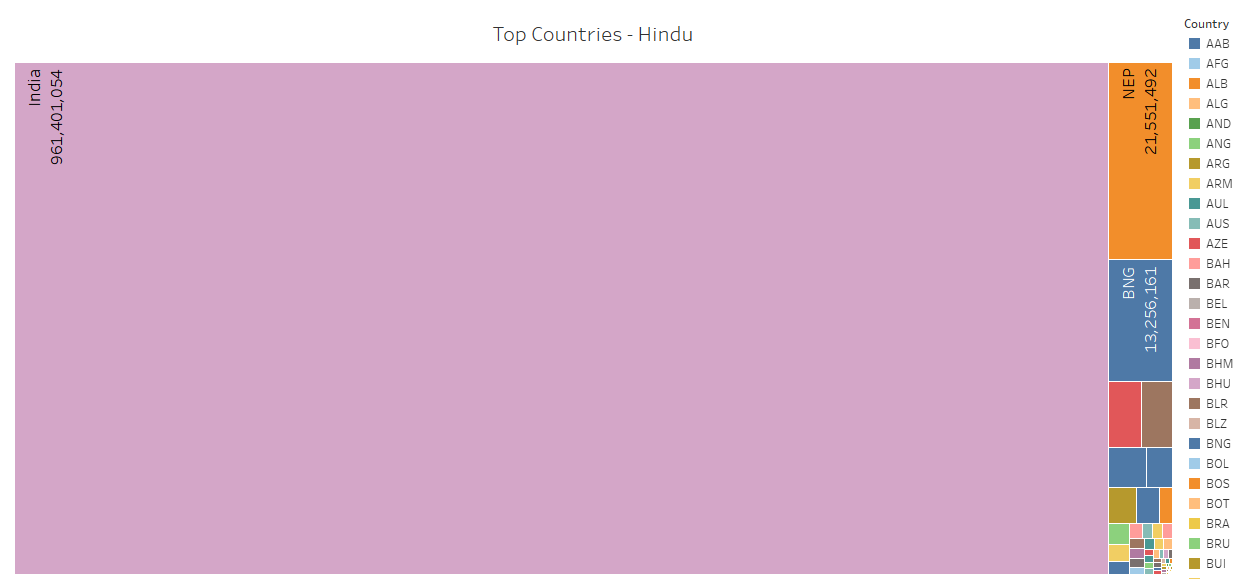 Top Countries - Hindu
India
961,401,054
NEP
21,551,492
BNG
13,256,161
Country
AAB
AFG
ALB
ALG
AND
ANG
ARG
ARM
AUL
AUS
AZE
BAH
BAR
BEL
BEN
BFO
BHM
BHU
BLR
BLZ
BNG
BOL
BOS
BOT
BRA
BRU
BUI